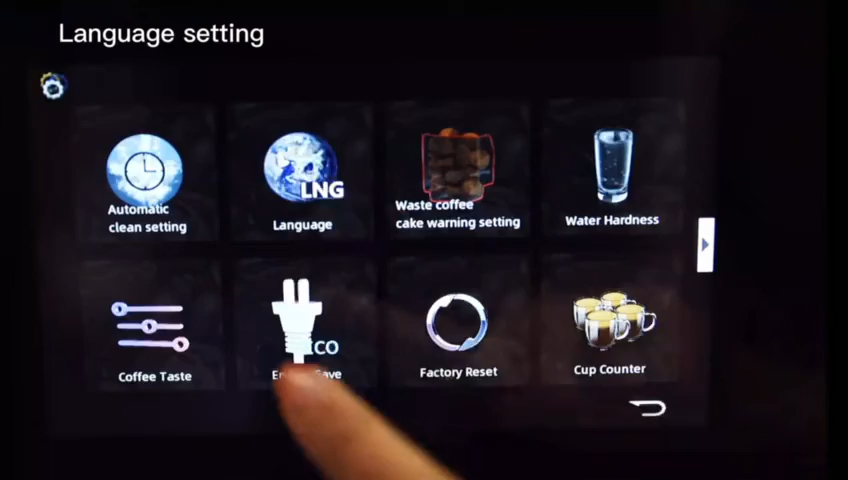 Language setting
Automatic
clean setting
LNG
Language
Waste coffee
cake warning setting
Water Hardness
Coffee Taste
Factory Reset
Cup Counter